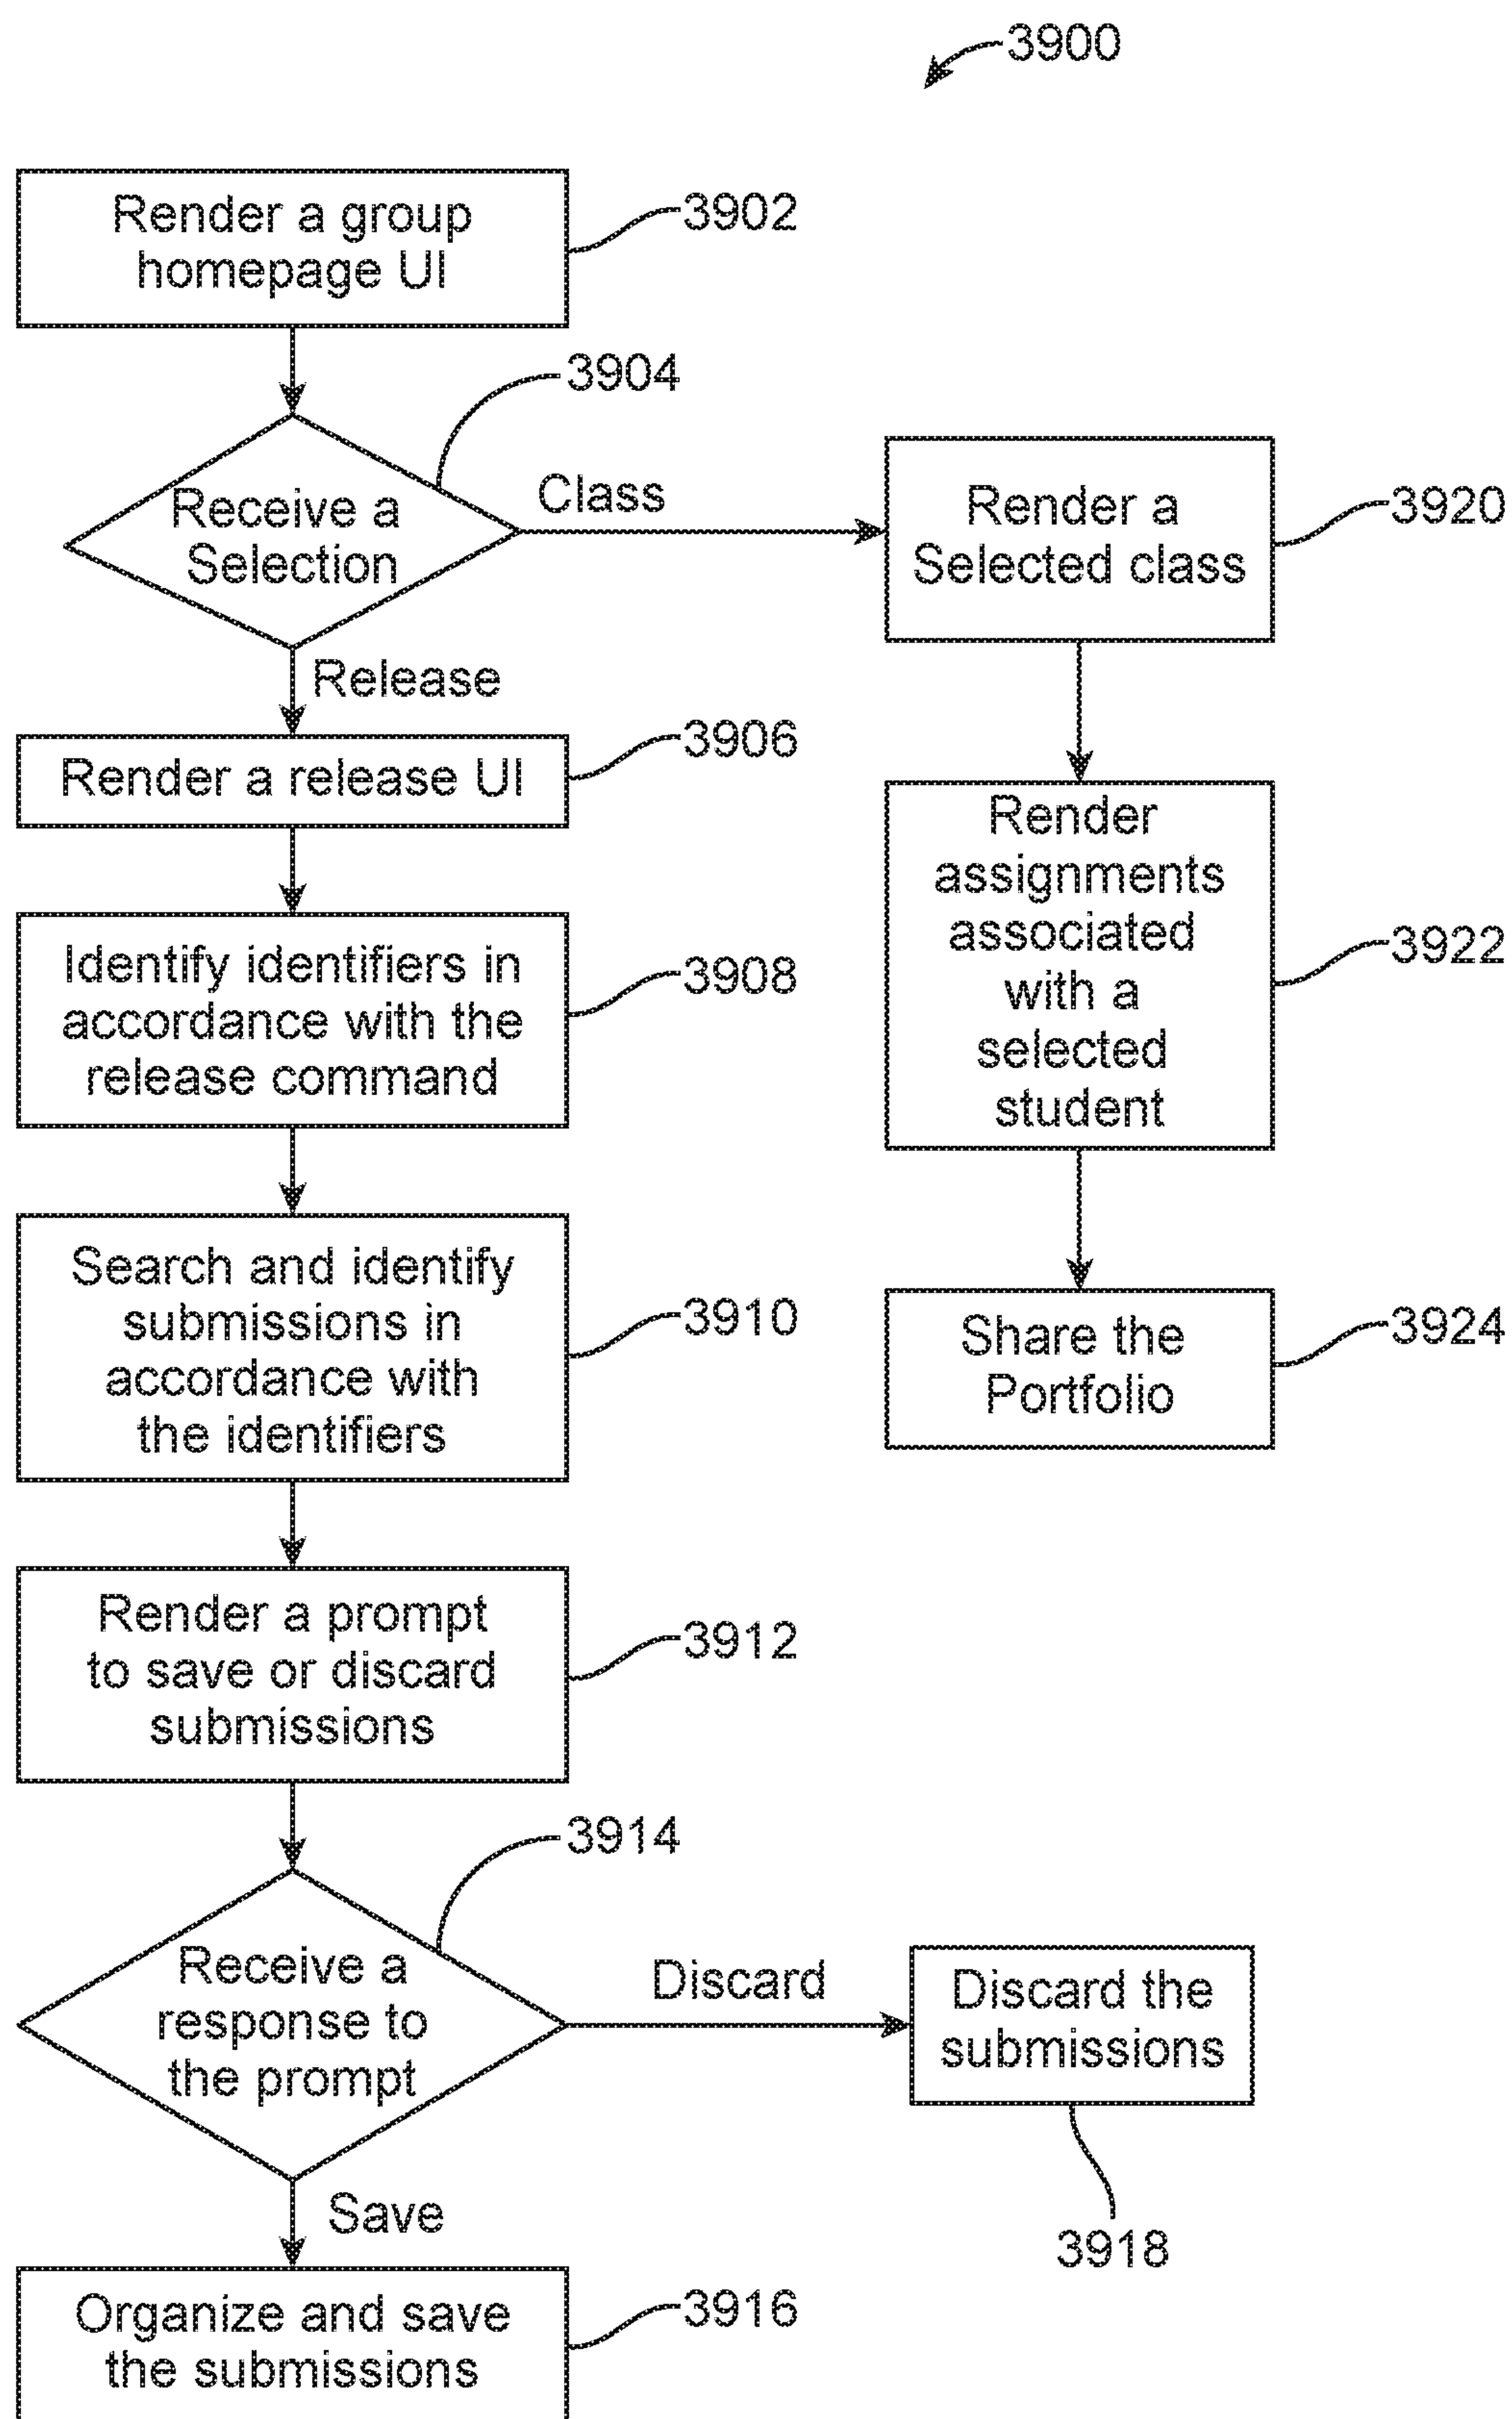 3900
Render a group
homepage UI
3902
3904
Receive a
Selection
Class
Release
Render a
Selected class
3920
Render a release UI
3906
Identify identifiers in
accordance with the
release command
3908
Render
assignments
associated
with a
selected
student
3922
Search and identify
submissions in
accordance with
the identifiers
3910
Share the
Portfolio
3924
Render a prompt
to save or discard
submissions
3912
3914
Receive a
response to
the prompt
Discard
Discard the
submissions
3918
Save
Organize and save
the submissions
3916